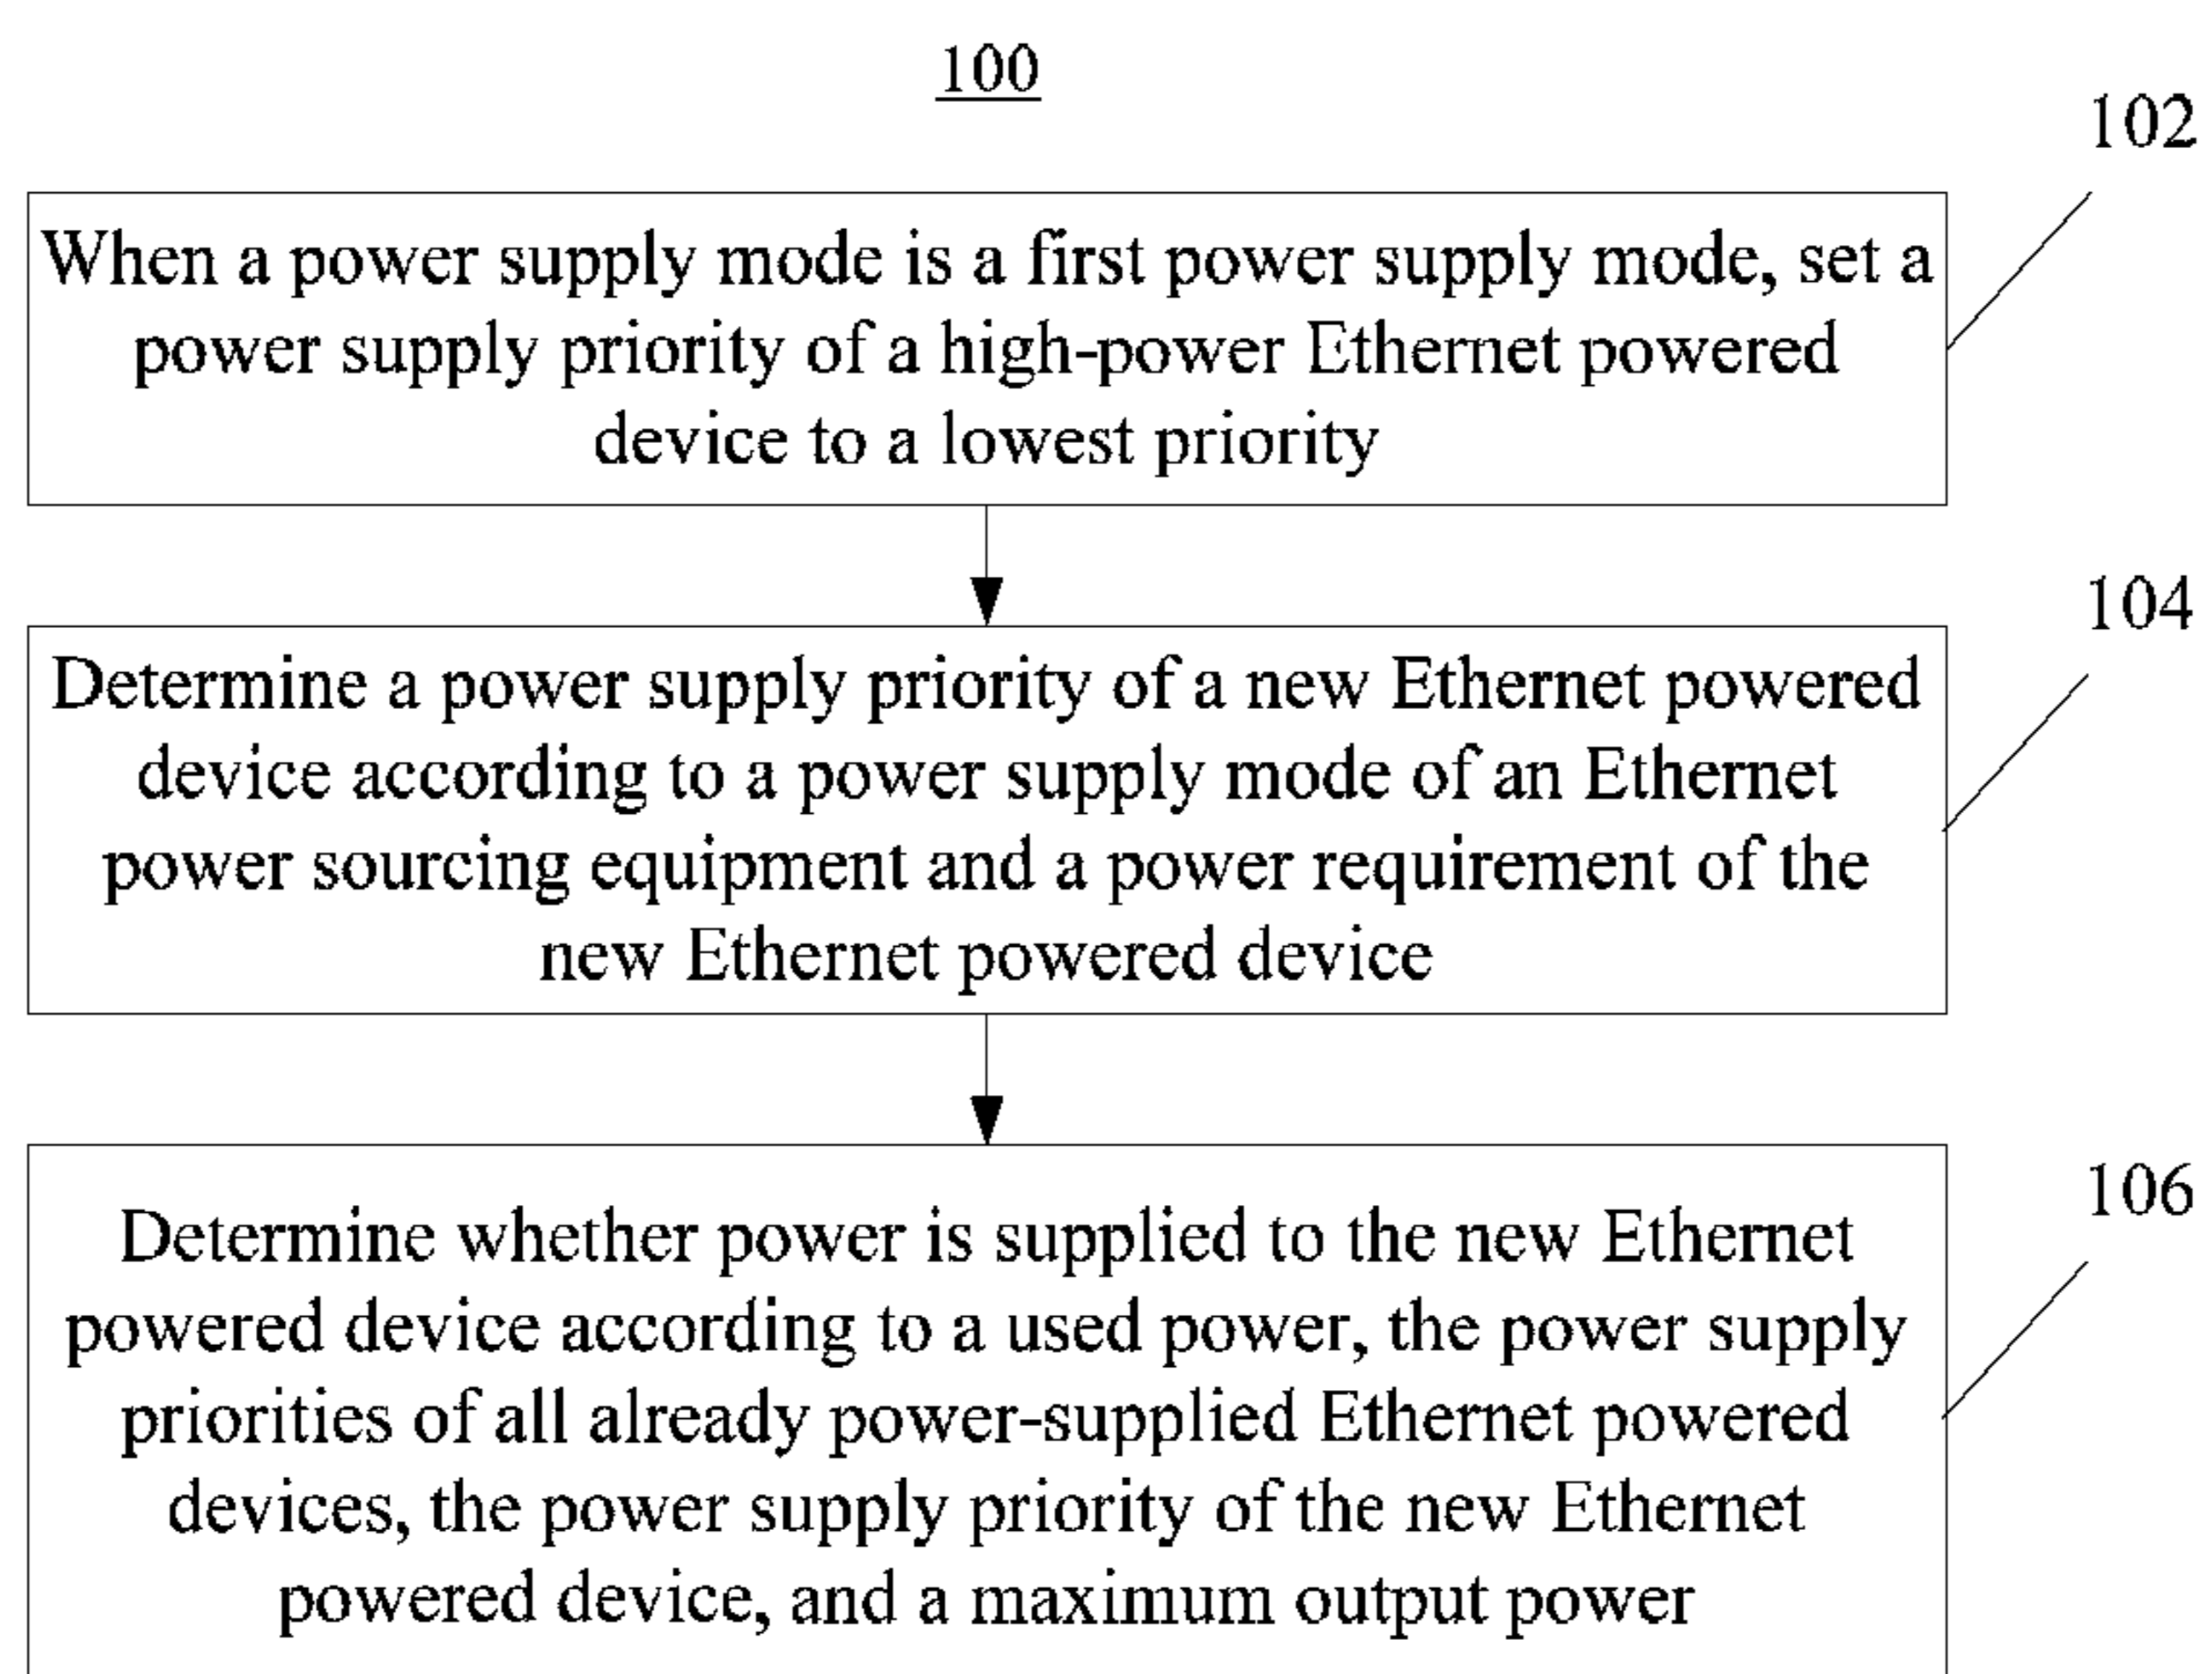 100
102
When a power supply mode is a first power supply mode, set a
power supply priority of a high-power Ethernet powered
device to a lowest priority
104
Determine a power supply priority of a new Ethernet powered
device according to a power supply mode of an Ethernet
power sourcing equipment and a power requirement of the
new Ethernet powered device
106
Determine whether power is supplied to the new Ethernet
powered device according to a used power, the power supply
priorities of all already power-supplied Ethernet powered
devices, the power supply priority of the new Ethernet
powered device, and a maximum output power